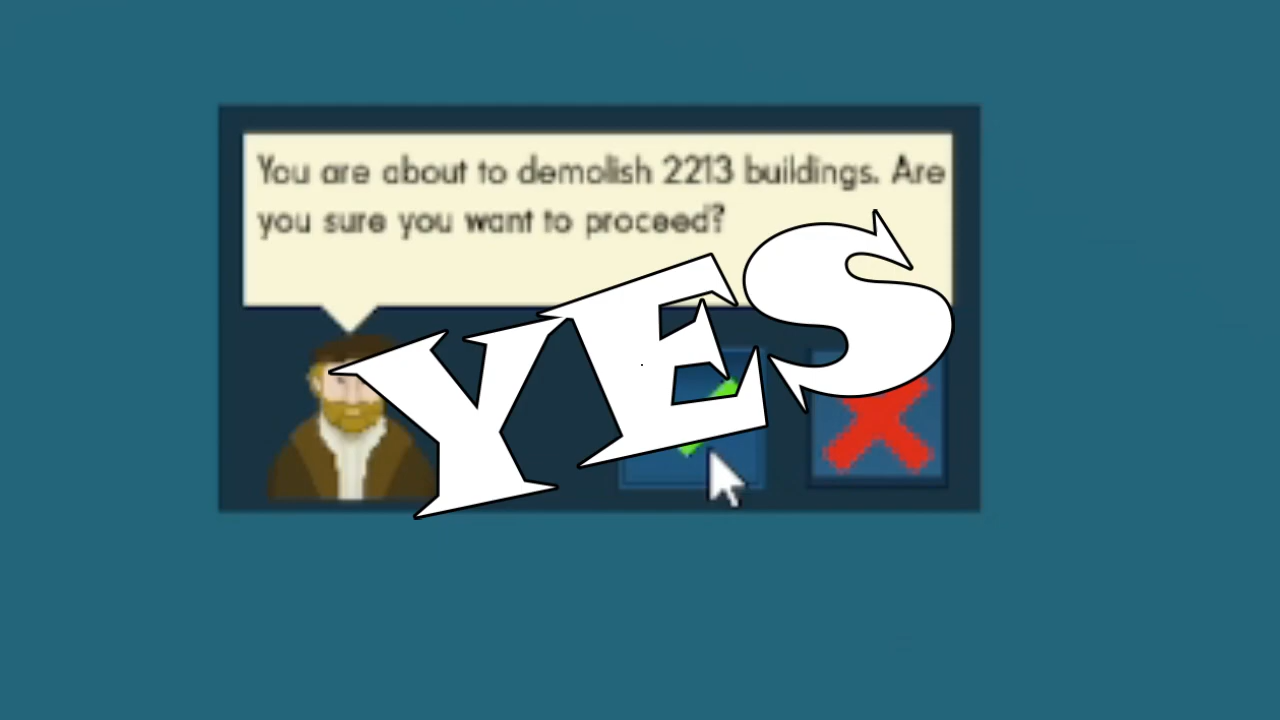 You are about to demolish 2213 buildings. Are
you sure you want to proceed?
YES